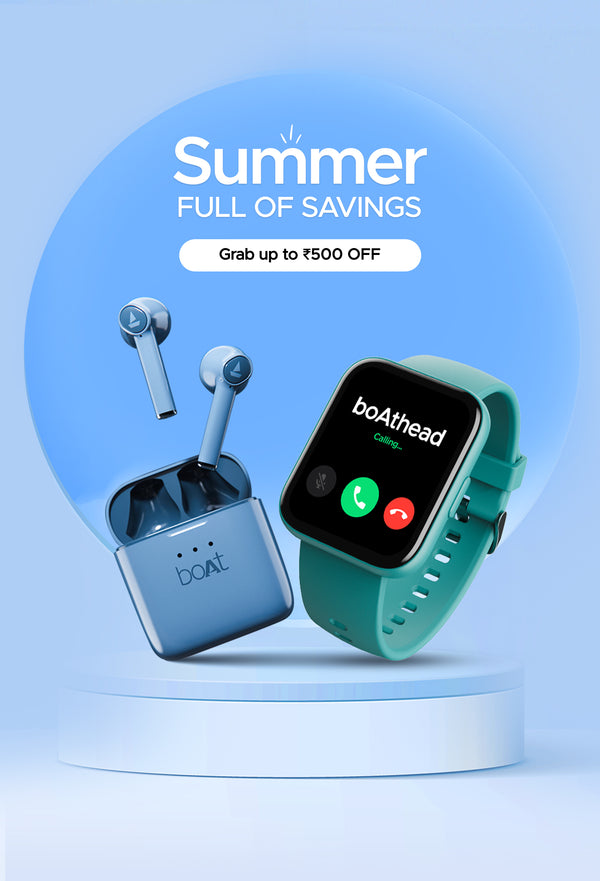 Summer
FULL OF SAVINGS
Grab up to ₹500 OFF
boAthead
Calling...
boAt